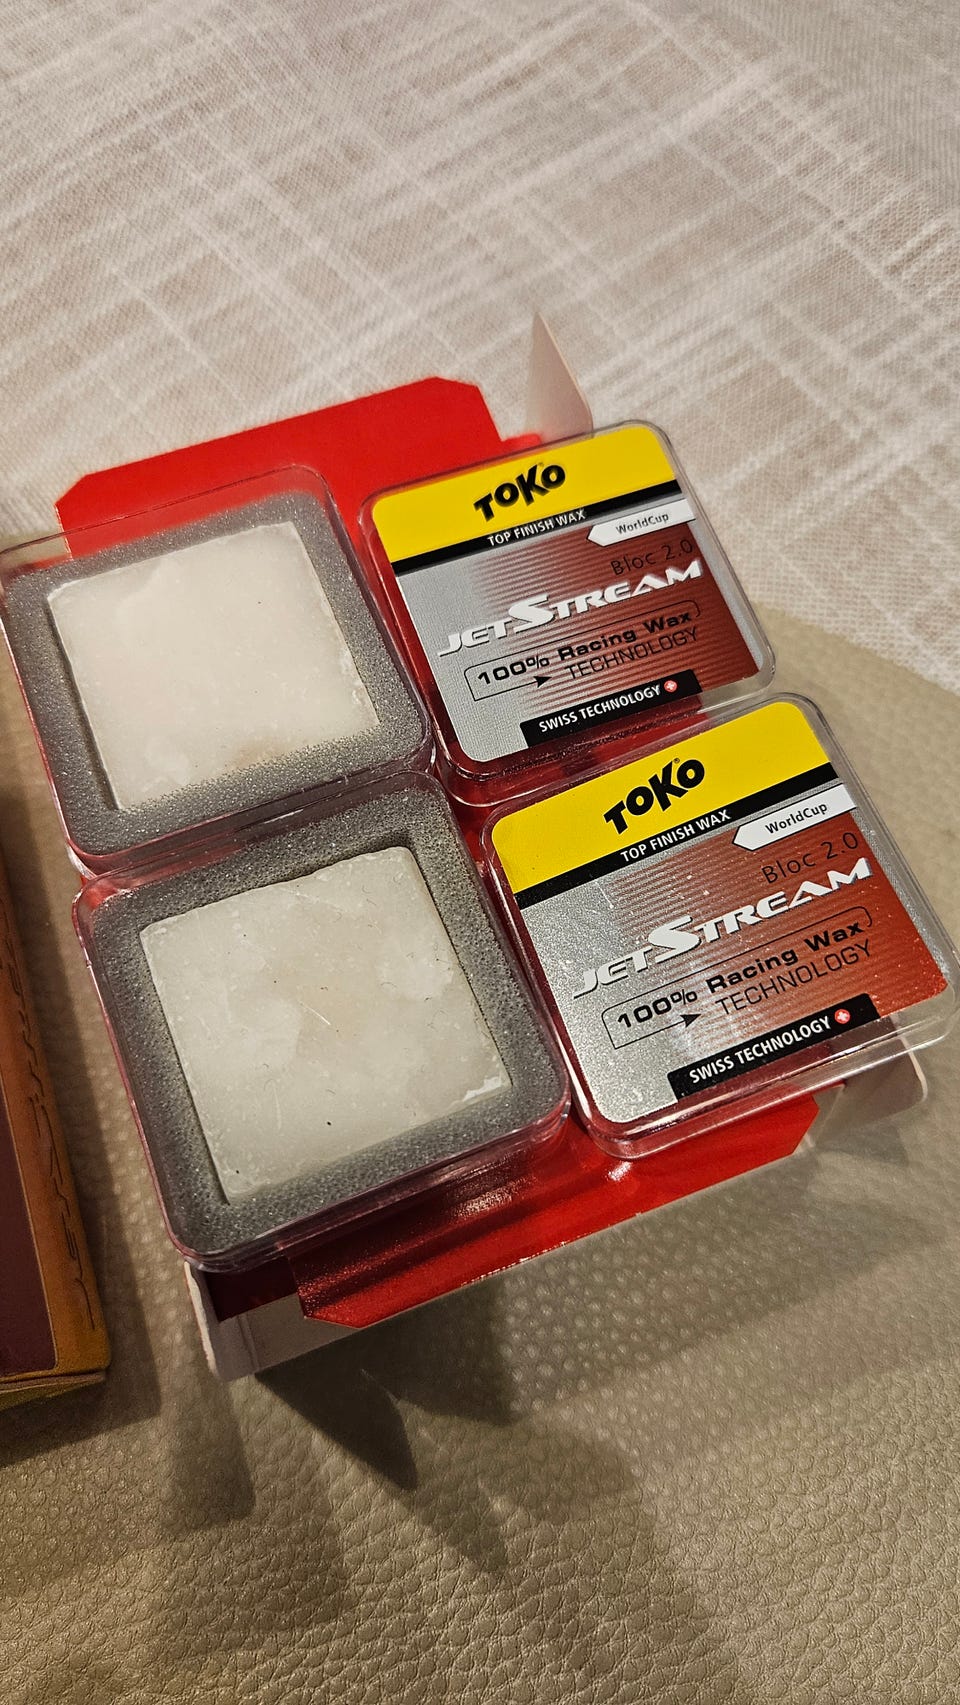 TOKO
TOP FINISH WAX
WorldCup
Bloc 2.0
JETSTREAM
100% Racing Wax
TECHNOLOGY
SWISS TECHNOLOGY
TOKO
TOP FINISH WAX
WorldCup
Bloc 2.0
JETSTREAM
100% Racing Wax
TECHNOLOGY
SWISS TECHNOLOGY